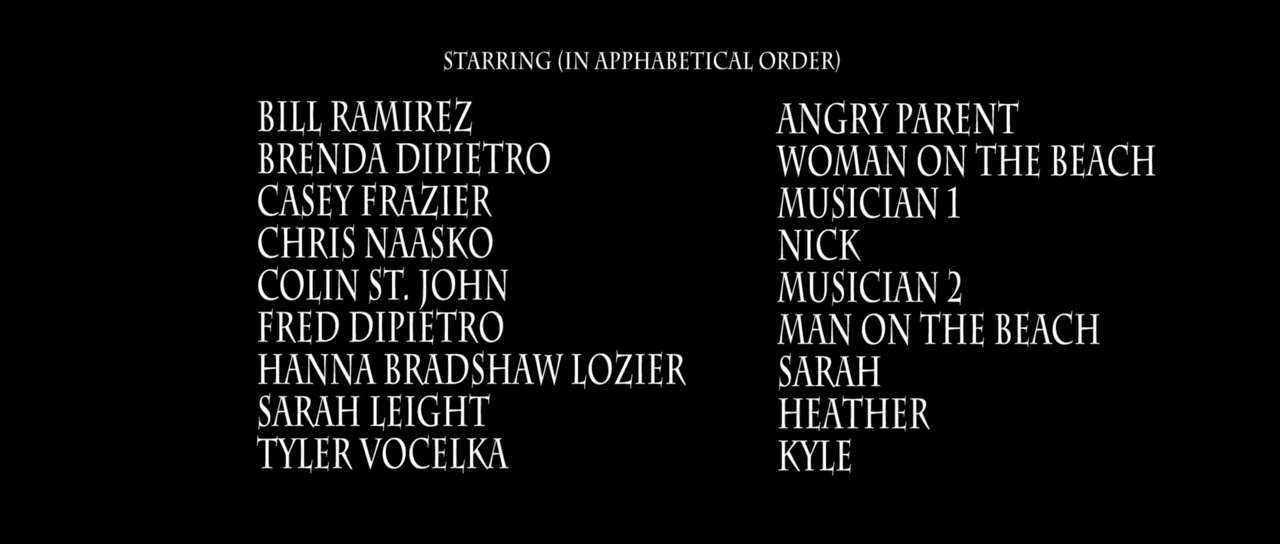 STARRING (IN APPHABETICAL ORDER)
BILL RAMIREZ ANGRY PARENT
BRENDA DIPIETRO WOMAN ON THE BEACH
CASEY FRAZIER MUSICIAN 1
CHRIS NAASKO NICK
COLIN ST. JOHN MUSICIAN 2
FRED DIPIETRO MAN ON THE BEACH
HANNA BRADSHAW LOZIER SARAH
SARAH LEIGHT HEATHER
TYLER VOCELKA KYLE